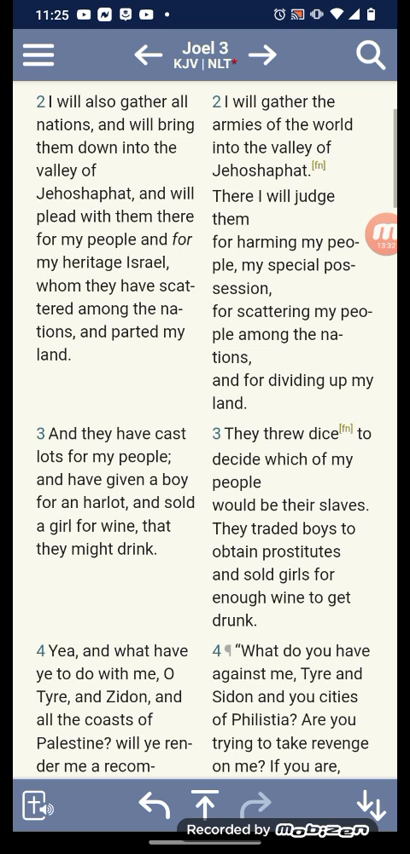 11:25
Joel 3
KJV | NLT*
2 I will also gather all
nations, and will bring
them down into the
valley of
Jehoshaphat, and will
plead with them there
for my people and for
my heritage Israel,
whom they have scat-
tered among the na-
tions, and parted my
land.
2 I will gather the
armies of the world
into the valley of
Jehoshaphat.[fn]
There I will judge
them
for harming my peo-
ple, my special pos-
session,
for scattering my peo-
ple among the na-
tions,
and for dividing up my
land.
3 And they have cast
lots for my people;
and have given a boy
for an harlot, and sold
a girl for wine, that
they might drink.
3 They threw dice[fn] to
decide which of my
people
would be their slaves.
They traded boys to
obtain prostitutes
and sold girls for
enough wine to get
drunk.
4 Yea, and what have
ye to do with me, O
Tyre, and Zidon, and
all the coasts of
Palestine? will ye ren-
der me a recom-
4 ¶ “What do you have
against me, Tyre and
Sidon and you cities
of Philistia? Are you
trying to take revenge
on me? If you are,
13:32
Recorded by Mobizen